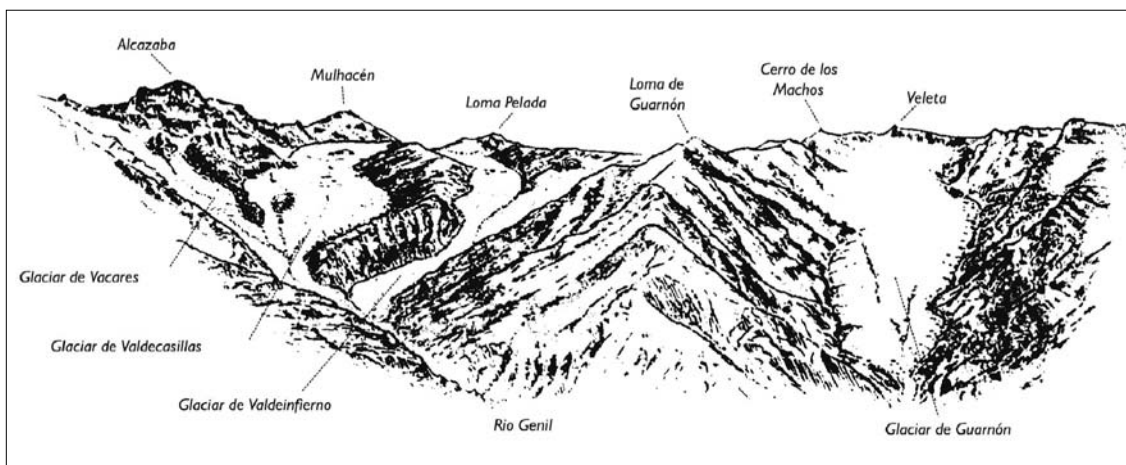 Alcazaba
Mulhacén
Loma Pelada
Loma de
Guarnón
Cerro de los
Machos
Veleta
Glaciar de Vacares
Glaciar de Valdecasillas
Glaciar de Valdeinfierno
Rio Genil
Glaciar de Guarnón